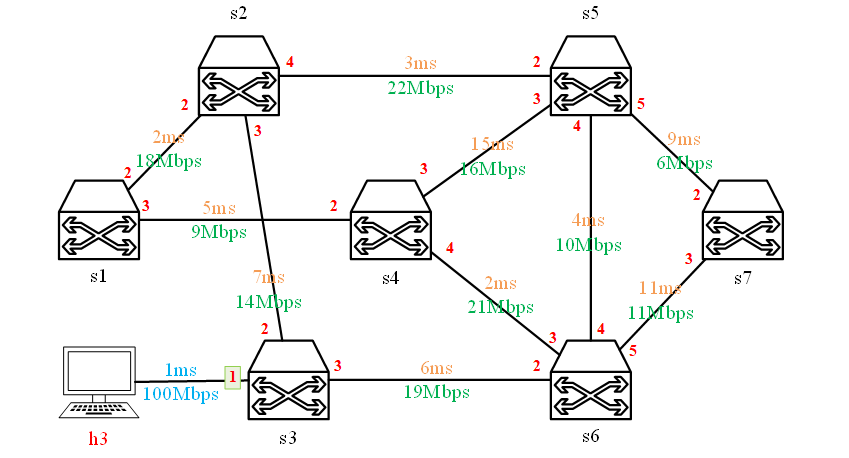 s2
s5
4
3ms
2
22Mbps
2
3
3
4
5
2ms
18Mbps
15ms
16Mbps
9ms
6Mbps
2
3
3
5ms
9Mbps
2
2
s1
s4
4
4ms
10Mbps
3
s7
7ms
14Mbps
2ms
21Mbps
11ms
11Mbps
2
3
4
5
1ms
100Mbps
1
3
6ms
19Mbps
2
h3
s3
s6